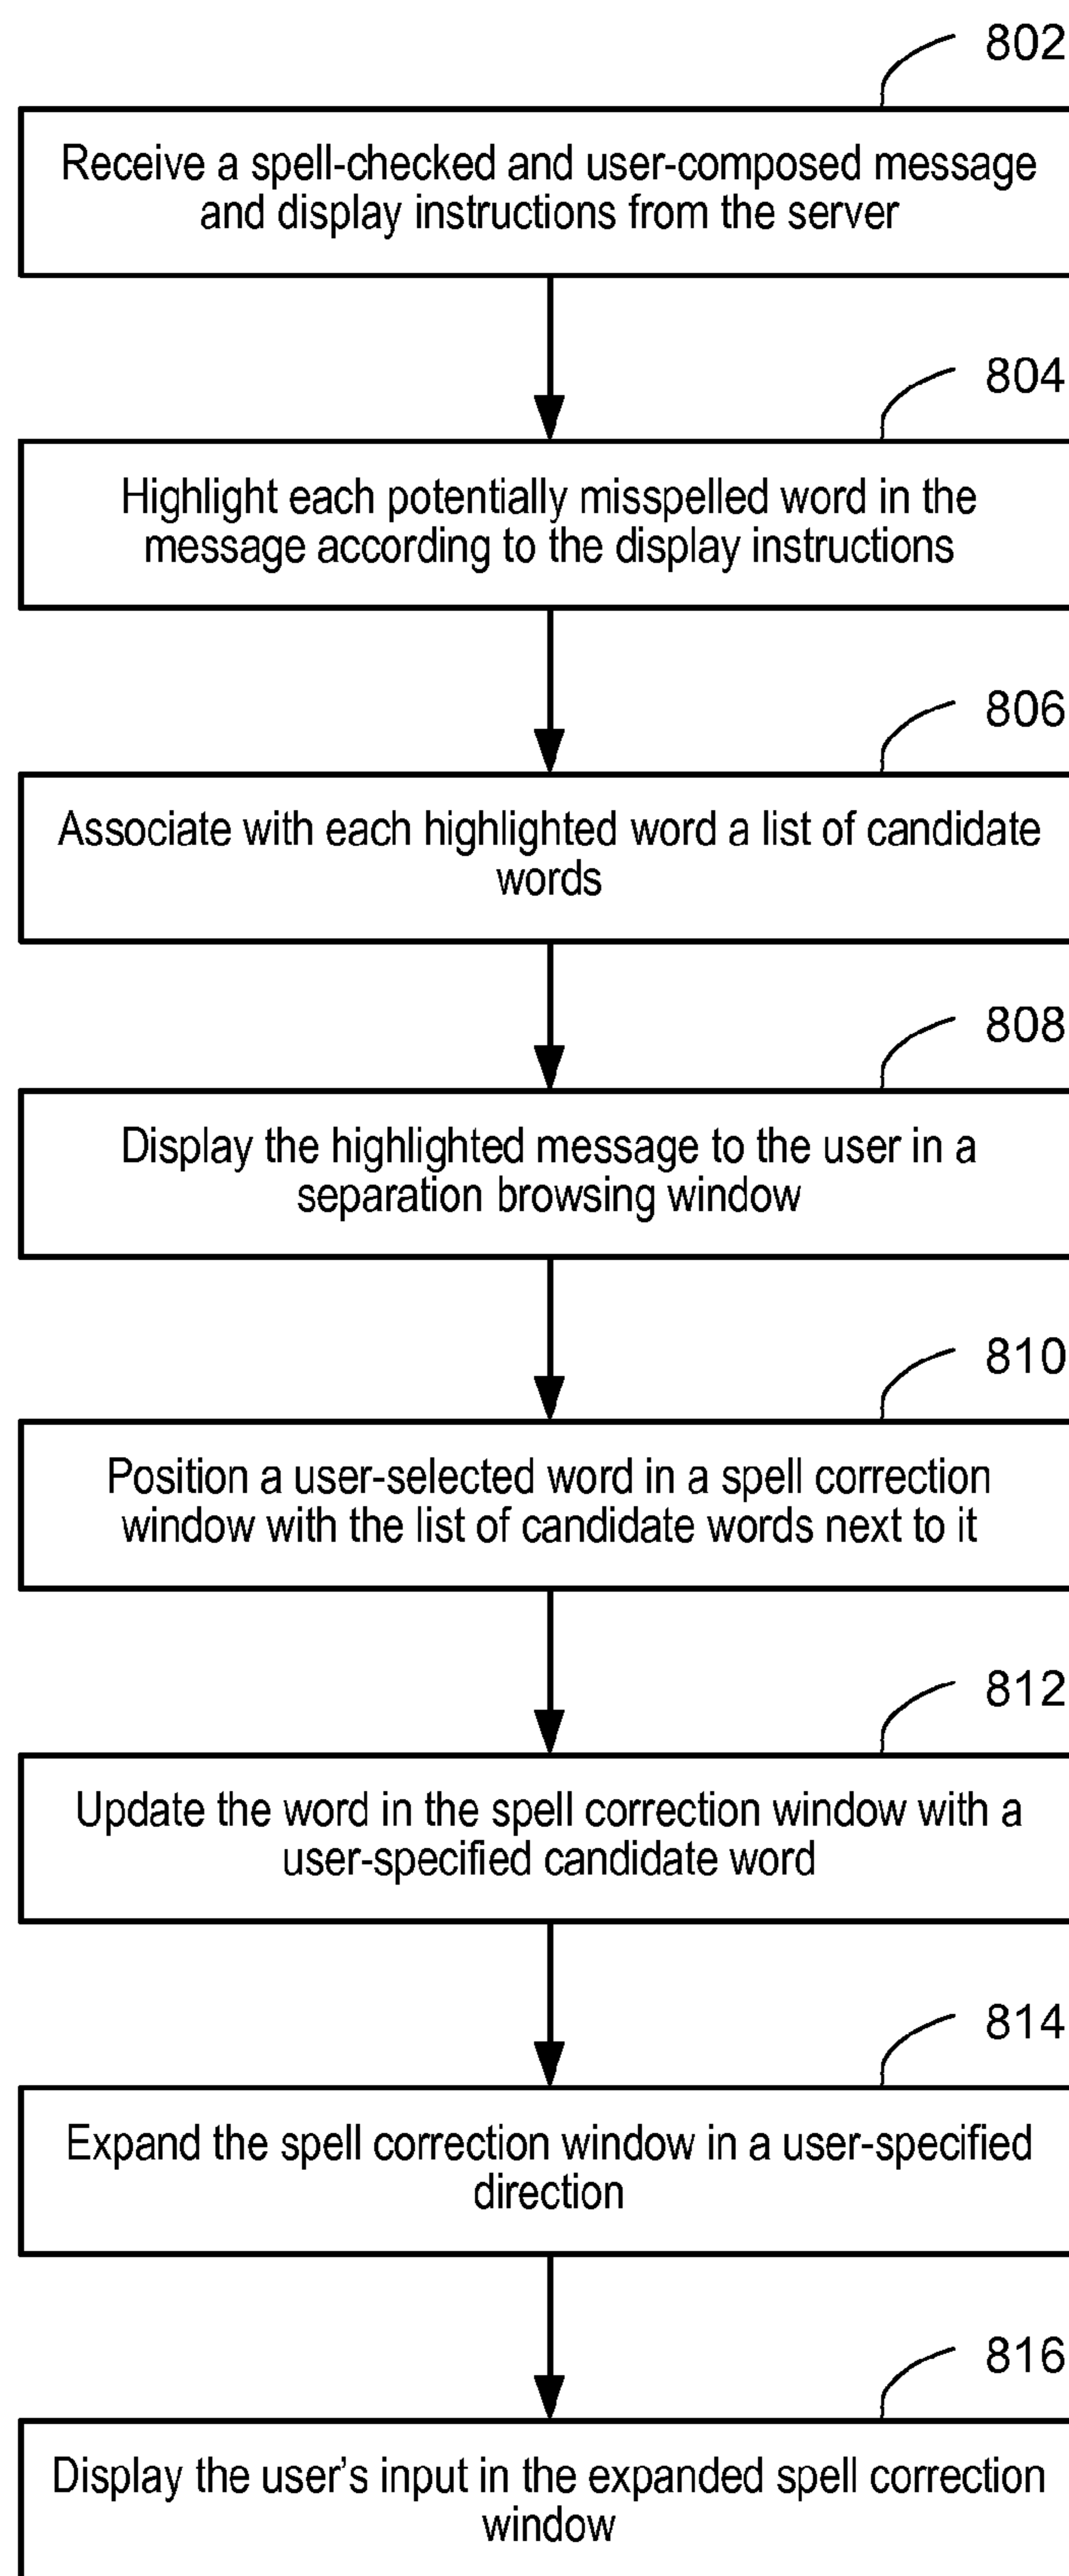 802
Receive a spell-checked and user-composed message
and display instructions from the server
804
Highlight each potentially misspelled word in the
message according to the display instructions
806
Associate with each highlighted word a list of candidate
words
808
Display the highlighted message to the user in a
separation browsing window
810
Position a user-selected word in a spell correction
window with the list of candidate words next to it
812
Update the word in the spell correction window with a
user-specified candidate word
814
Expand the spell correction window in a user-specified
direction
816
Display the user’s input in the expanded spell correction
window